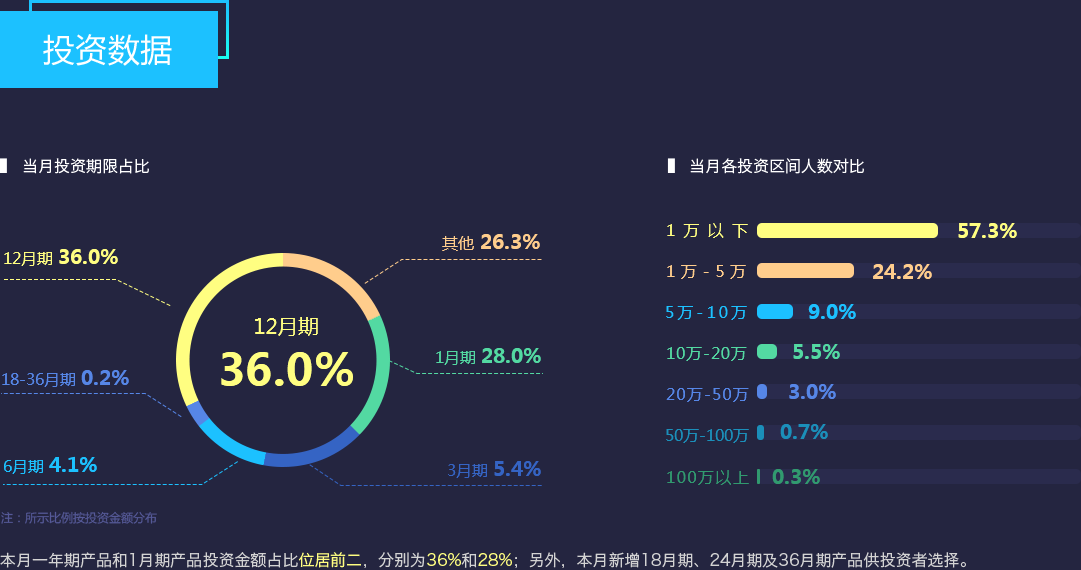 投资数据
当月投资期限占比
12月期 36.0%
其他 26.3%
12月期
36.0%
1月期 28.0%
18-36月期 0.2%
6月期 4.1%
3月期 5.4%
注：所示比例按投资金额分布
当月各投资区间人数对比
1万以下 57.3%
1万-5万 24.2%
5万-10万 9.0%
10万-20万 5.5%
20万-50万 3.0%
50万-100万 0.7%
100万以上 0.3%
本月一年期产品和1月期产品投资金额占比位居前二，分别为36%和28%；另外，本月新增18月期、24月期及36月期产品供投资者选择。